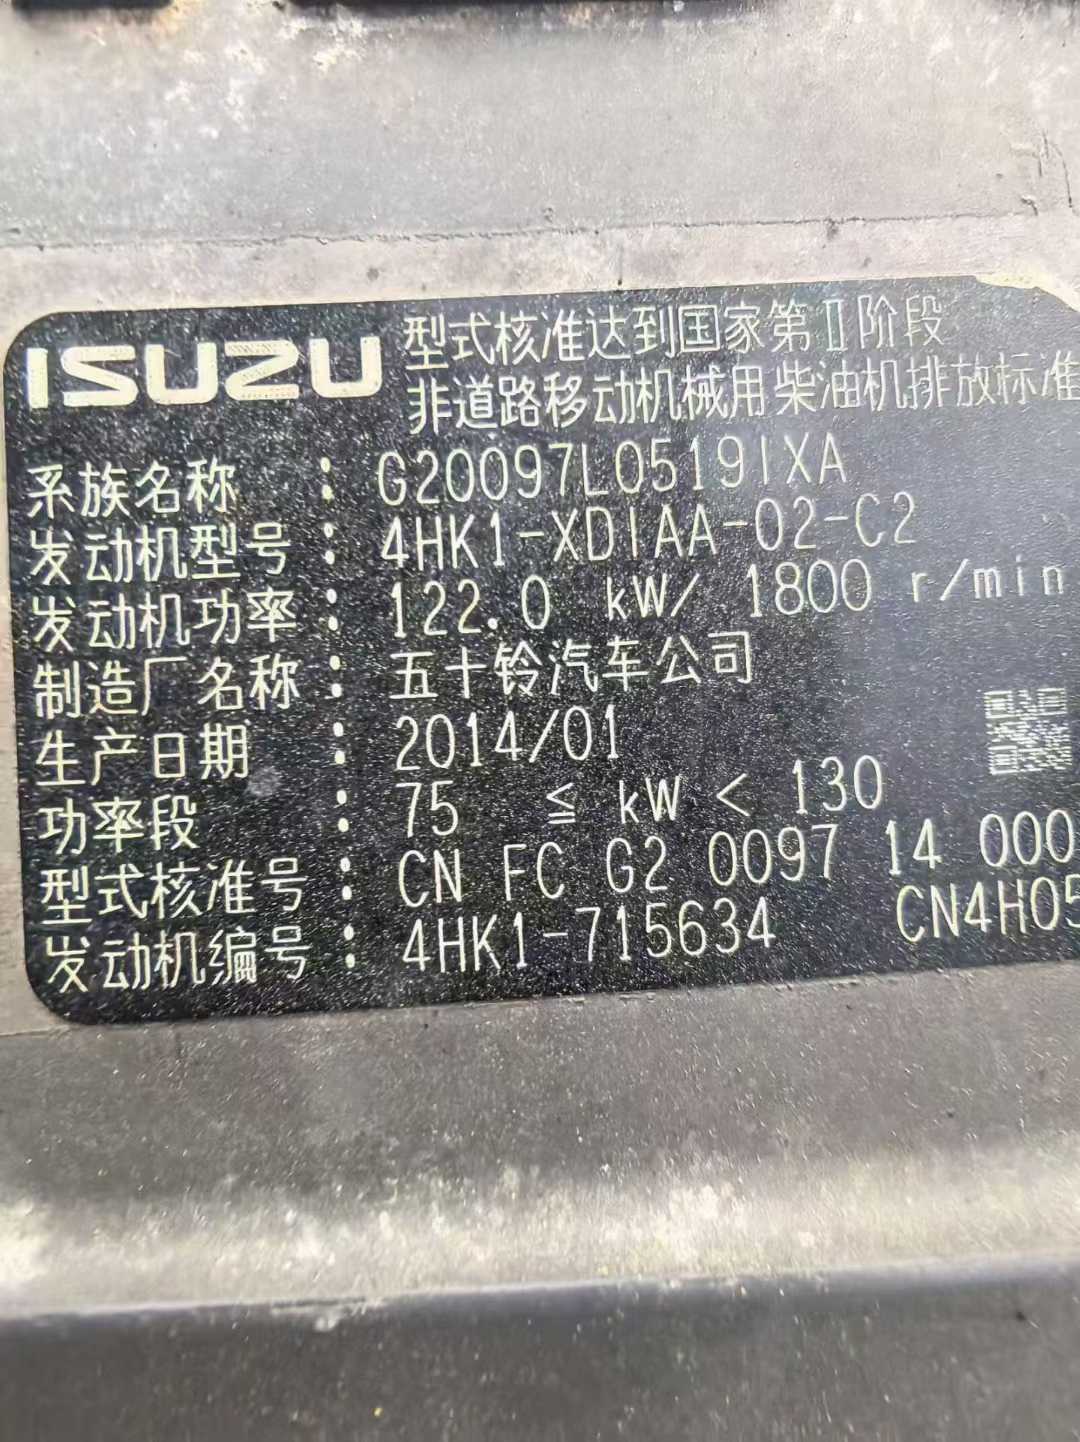 ISUZU
型式核准达到国家第Ⅱ阶段
非道路移动机械用柴油机排放标准
系族名称 : G20097L0519IXA
发动机型号 : 4HK1-XDIAA-02-C2
发动机功率 : 122.0 kW/ 1800 r/min
制造厂名称 : 五十铃汽车公司
生产日期 : 2014/01
功率段 : 75 ≤ kW < 130
型式核准号 : CN FC G2 0097 14 000
发动机编号 : 4HK1-715634 CN4H05